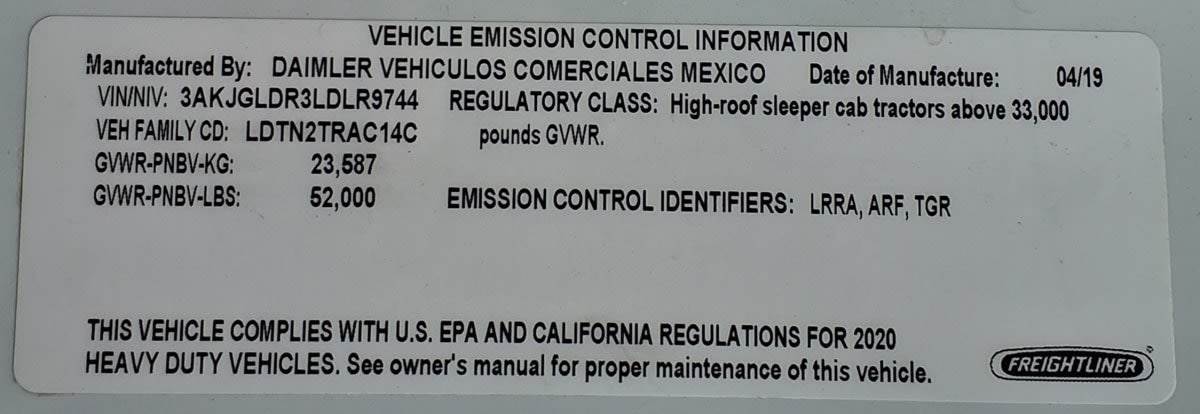 VEHICLE EMISSION CONTROL INFORMATION
Manufactured By: DAIMLER VEHICULOS COMERCIALES MEXICO Date of Manufacture: 04/19
VIN/NIV: 3AKJGLDR3LDLR9744 REGULATORY CLASS: High-roof sleeper cab tractors above 33,000
VEH FAMILY CD: LDTN2TRAC14C pounds GVWR.
GVWR-PNBV-KG: 23,587
GVWR-PNBV-LBS: 52,000 EMISSION CONTROL IDENTIFIERS: LRRA, ARF, TGR
THIS VEHICLE COMPLIES WITH U.S. EPA AND CALIFORNIA REGULATIONS FOR 2020
HEAVY DUTY VEHICLES. See owner's manual for proper maintenance of this vehicle.
FREIGHTLINER®